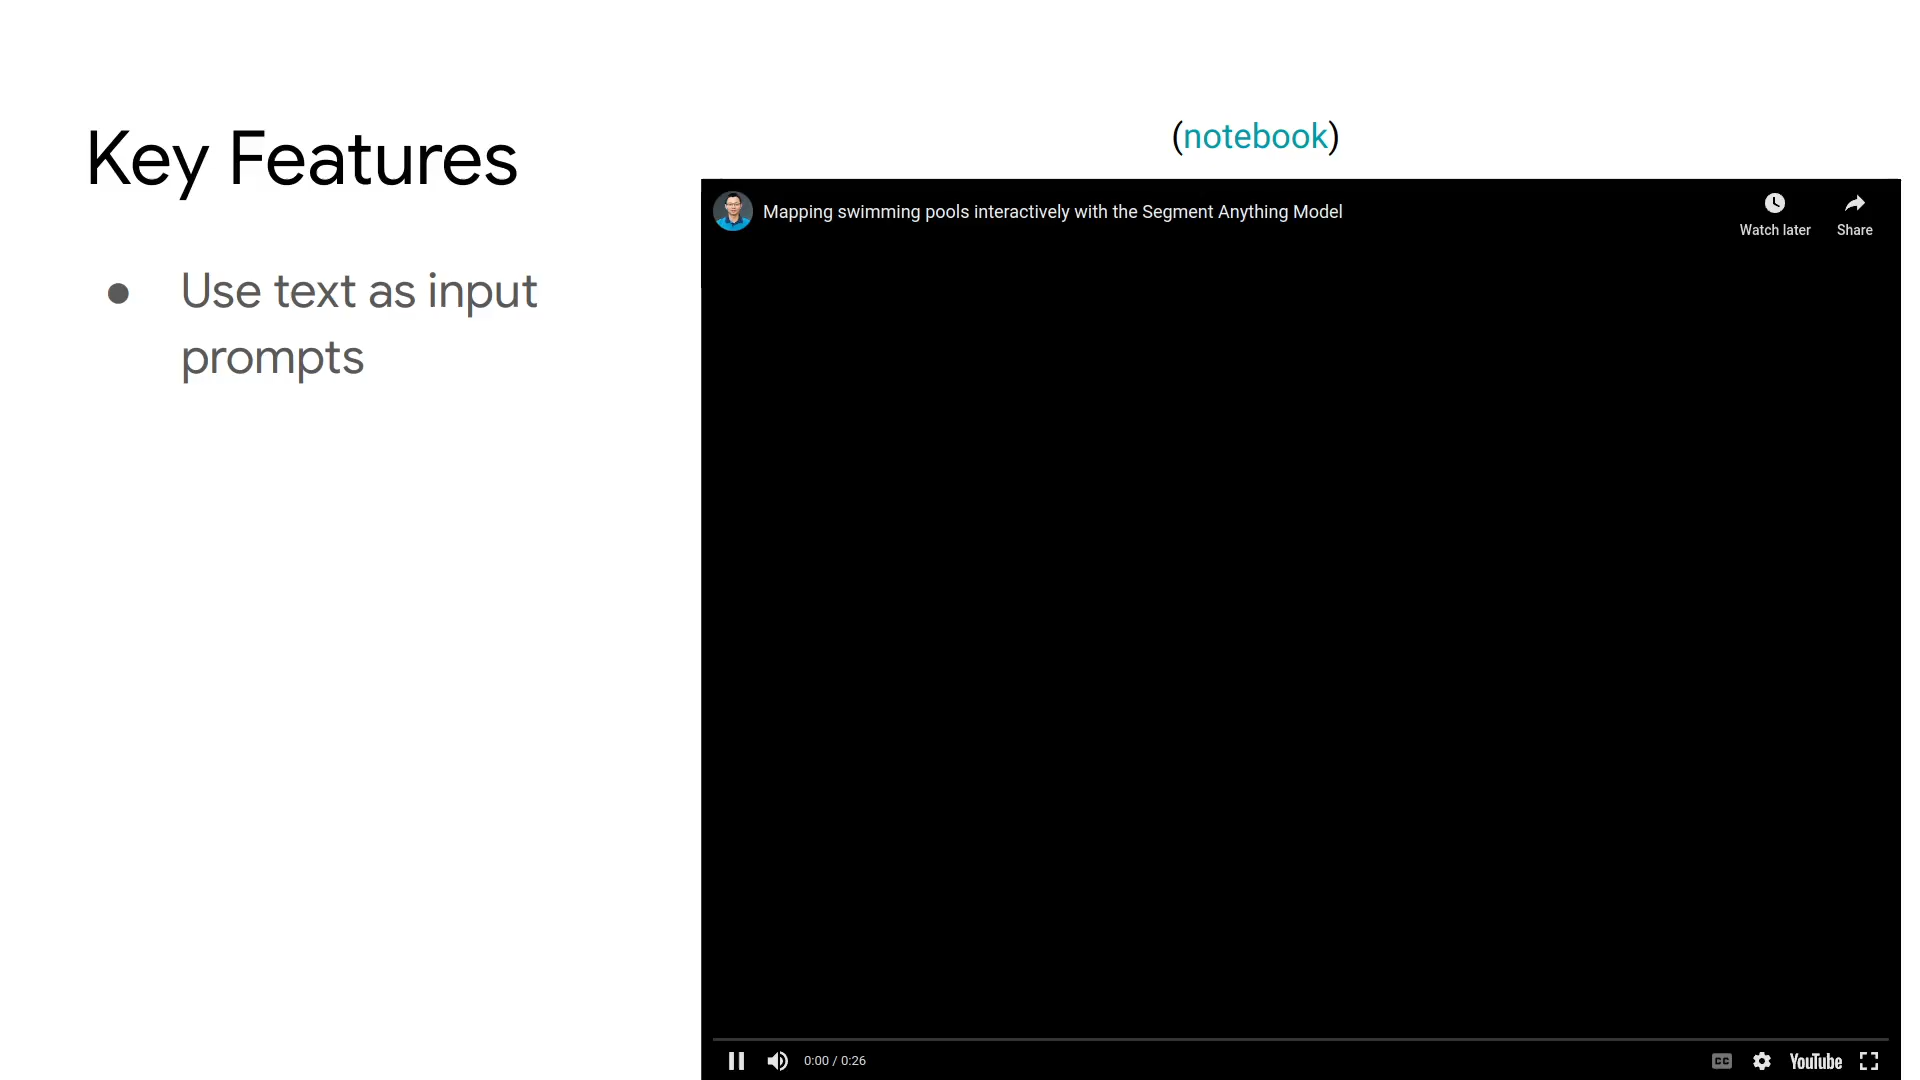 Key Features
● Use text as input
prompts
(notebook)
Mapping swimming pools interactively with the Segment Anything Model
Watch later
Share
0:00 / 0:26
CC
YouTube